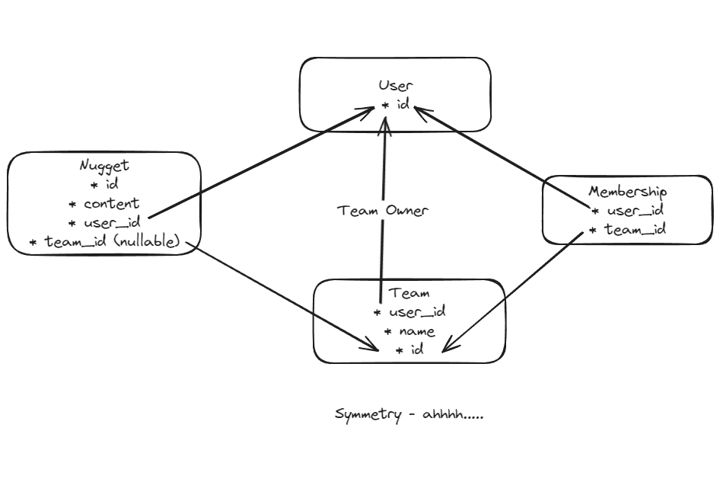 User
* id
Nugget
* id
* content
* user_id
* team_id (nullable)
Membership
* user_id
* team_id
Team Owner
Team
* user_id
* name
* id
Symmetry - ahhhh.....